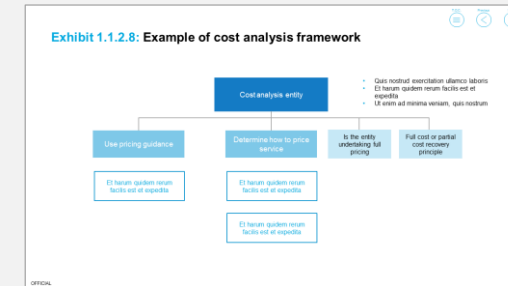 Exhibit 1.1.2.8: Example of cost analysis framework
Cost analysis entity
• Quis nostrud exercitation ullamco laboris
• Et harum quidem rerum facilis est et
expedita
• Ut enim ad minima veniam, quis nostrum
Use pricing guidance
Determine how to price
service
Is the entity
undertaking full
pricing
Full cost or partial
cost recovery
principle
Et harum quidem rerum
facilis est et expedita
Et harum quidem rerum
facilis est et expedita
Et harum quidem rerum
facilis est et expedita
OFFICIAL